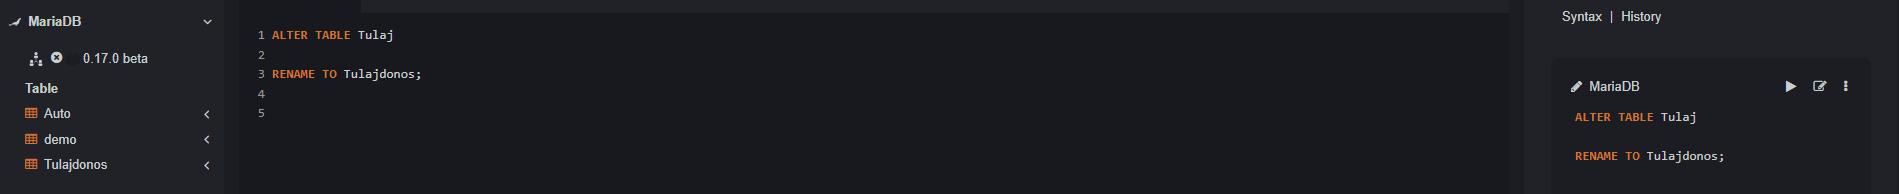 MariaDB
0.17.0 beta
Table
Auto
demo
Tulajdonos
1 ALTER TABLE Tulaj
2
3 RENAME TO Tulajdonos;
4
5
Syntax | History
MariaDB
ALTER TABLE Tulaj
RENAME TO Tulajdonos;